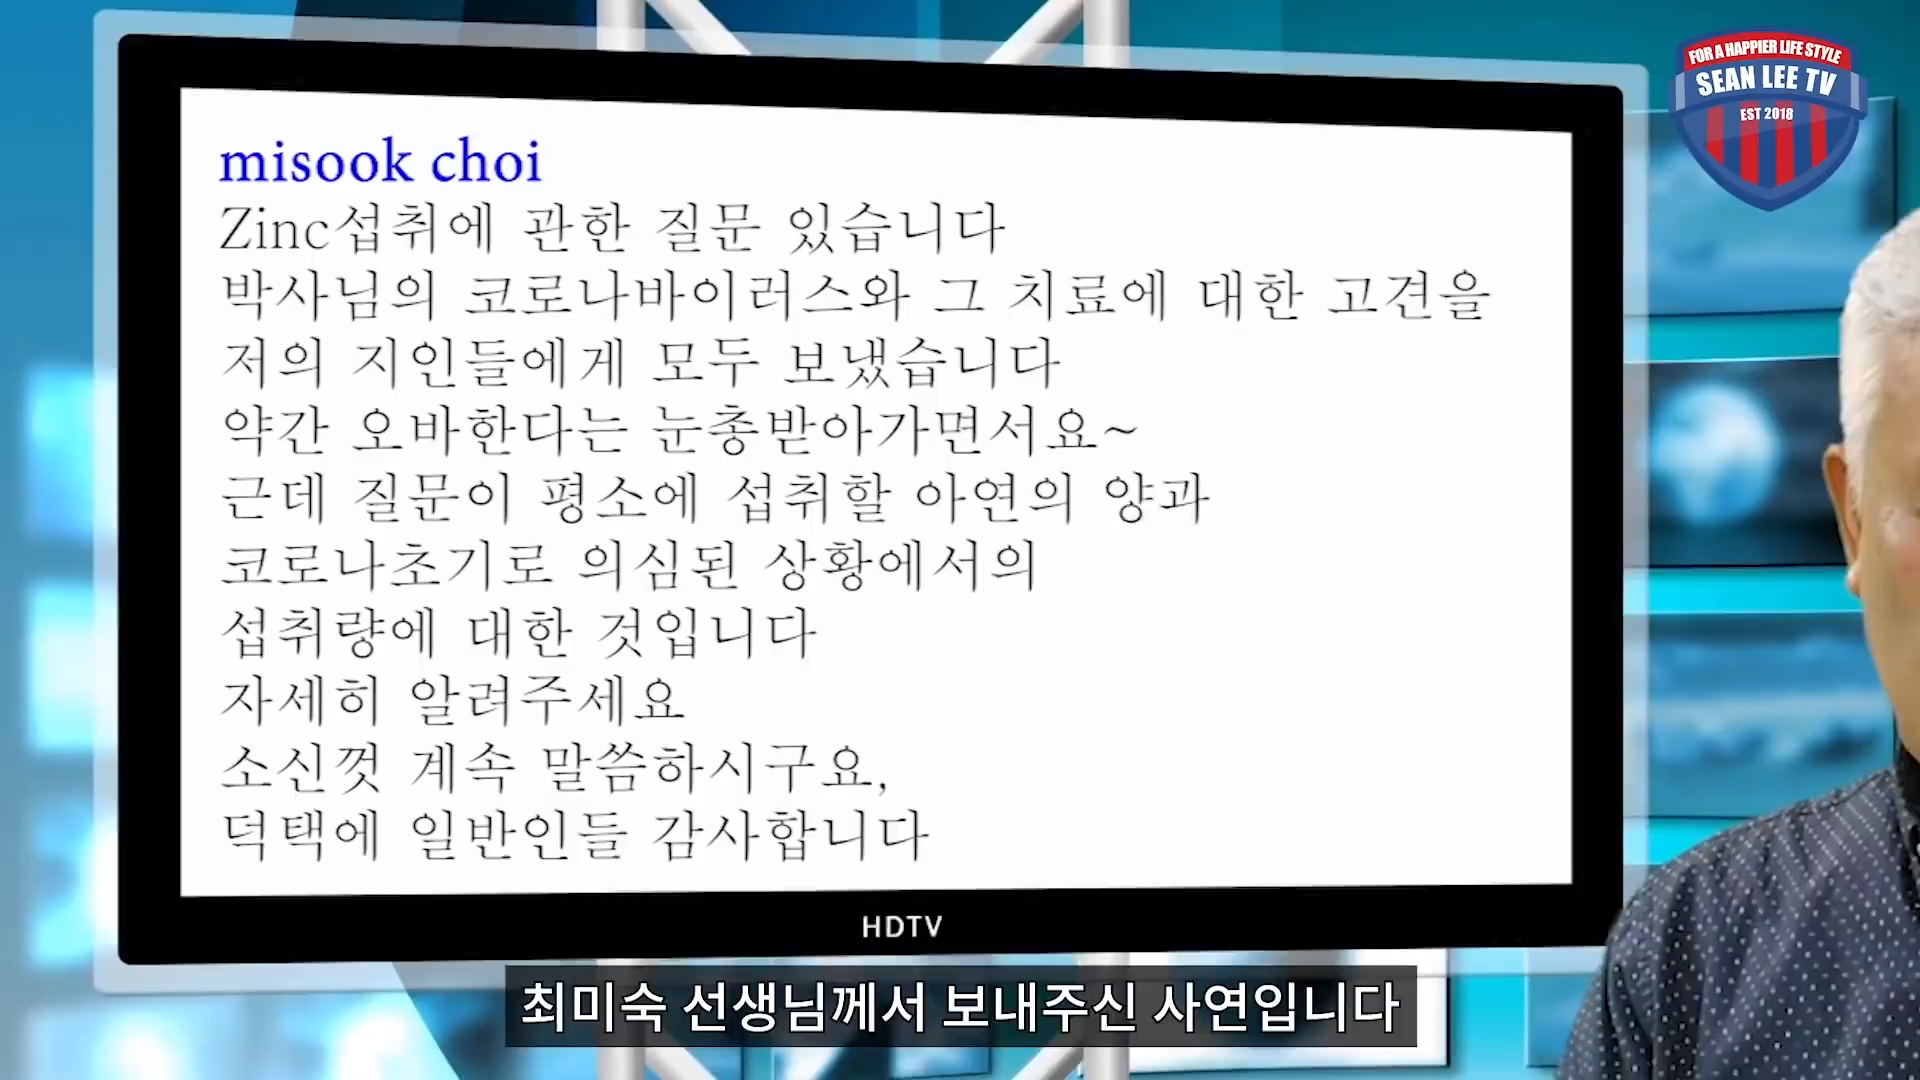 FOR A HAPPIER LIFE STYLE
SEAN LEE TV
EST 2018
misook choi
Zinc섭취에 관한 질문 있습니다
박사님의 코로나바이러스와 그 치료에 대한 고견을
저의 지인들에게 모두 보냈습니다
약간 오바한다는 눈총받아가면서요~
근데 질문이 평소에 섭취할 아연의 양과
코로나초기로 의심된 상황에서의
섭취량에 대한 것입니다
자세히 알려주세요
소신껏 계속 말씀하시구요,
덕택에 일반인들 감사합니다
HDTV
최미숙 선생님께서 보내주신 사연입니다